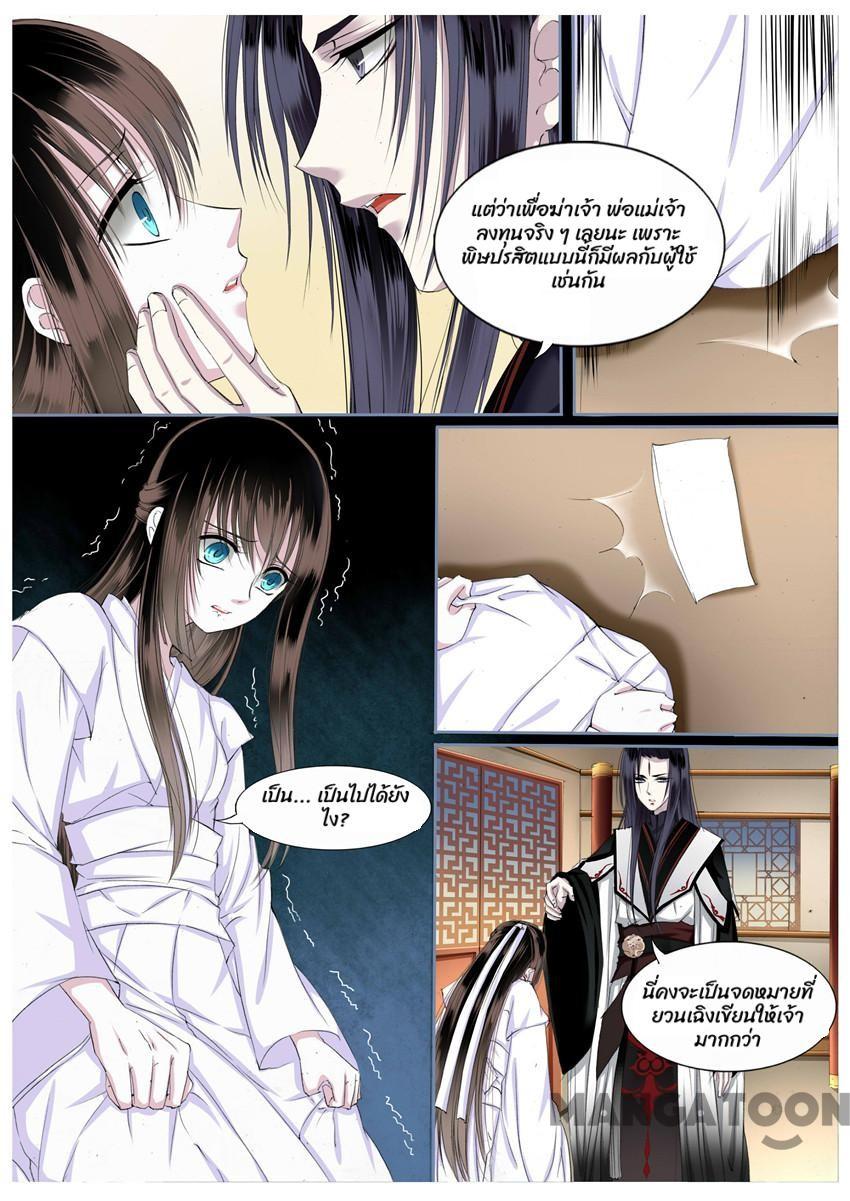 แต่ว่าเพื่อฆ่าเจ้า พ่อแม่เจ้า
ลงทุนจริง ๆ เลยนะ เพราะ
พิษปรสิตแบบนี้ก็มีผลกับผู้ใช้
เช่นกัน
เป็น... เป็นไปได้ยัง
ไง?
นี่คงจะเป็นจดหมายที่
ยวนเฉิงเขียนให้เจ้า
มากกว่า
MANGATOON